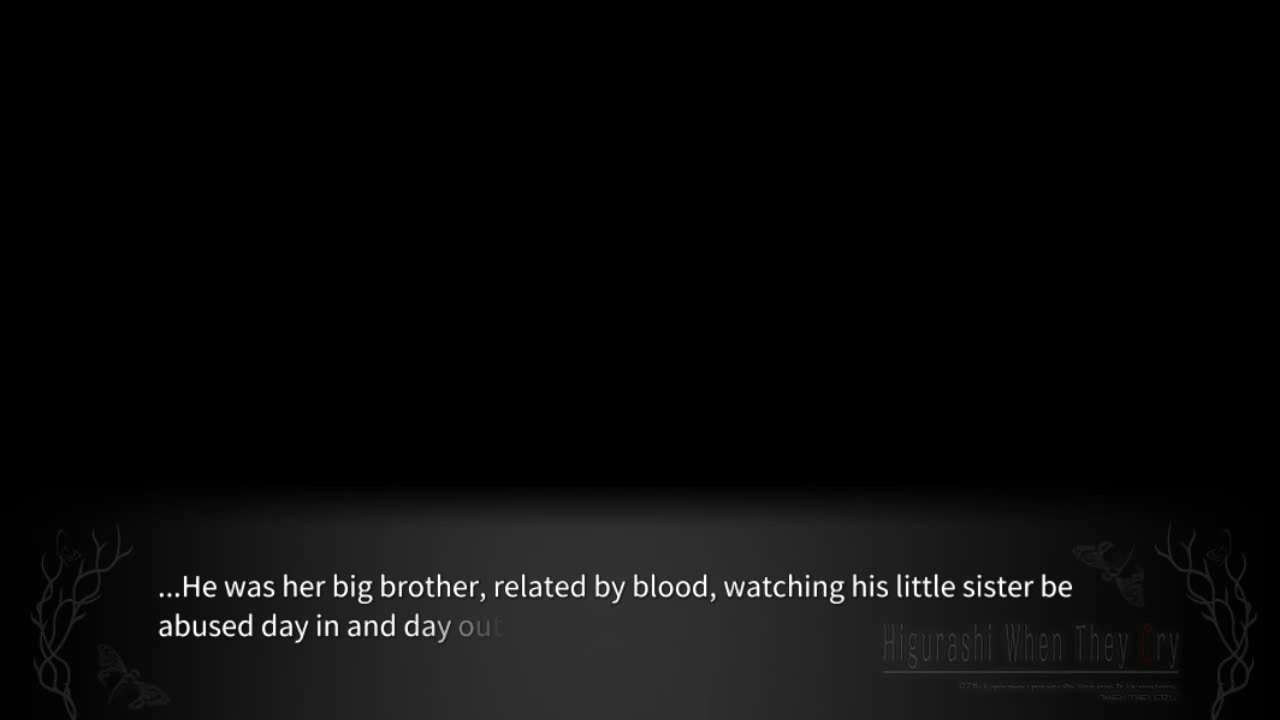 ...He was her big brother, related by blood, watching his little sister be
abused day in and day out
Higurashi When They Cry